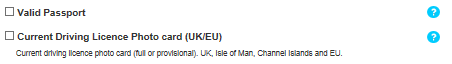 Valid Passport ?
Current Driving Licence Photo card (UK/EU) ?
Current driving licence photo card (full or provisional). UK, Isle of Man, Channel Islands and EU.